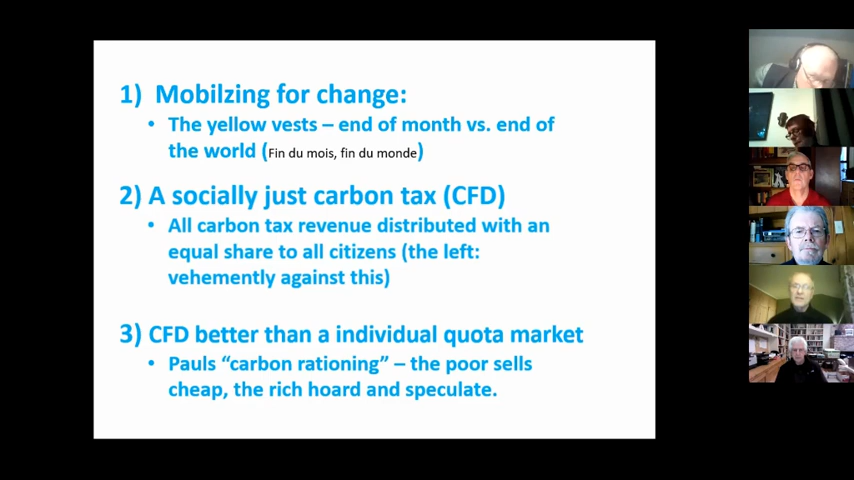 1) Mobilzing for change:
• The yellow vests – end of month vs. end of
the world (Fin du mois, fin du monde)
2) A socially just carbon tax (CFD)
• All carbon tax revenue distributed with an
equal share to all citizens (the left:
vehemently against this)
3) CFD better than a individual quota market
• Pauls “carbon rationing” – the poor sells
cheap, the rich hoard and speculate.